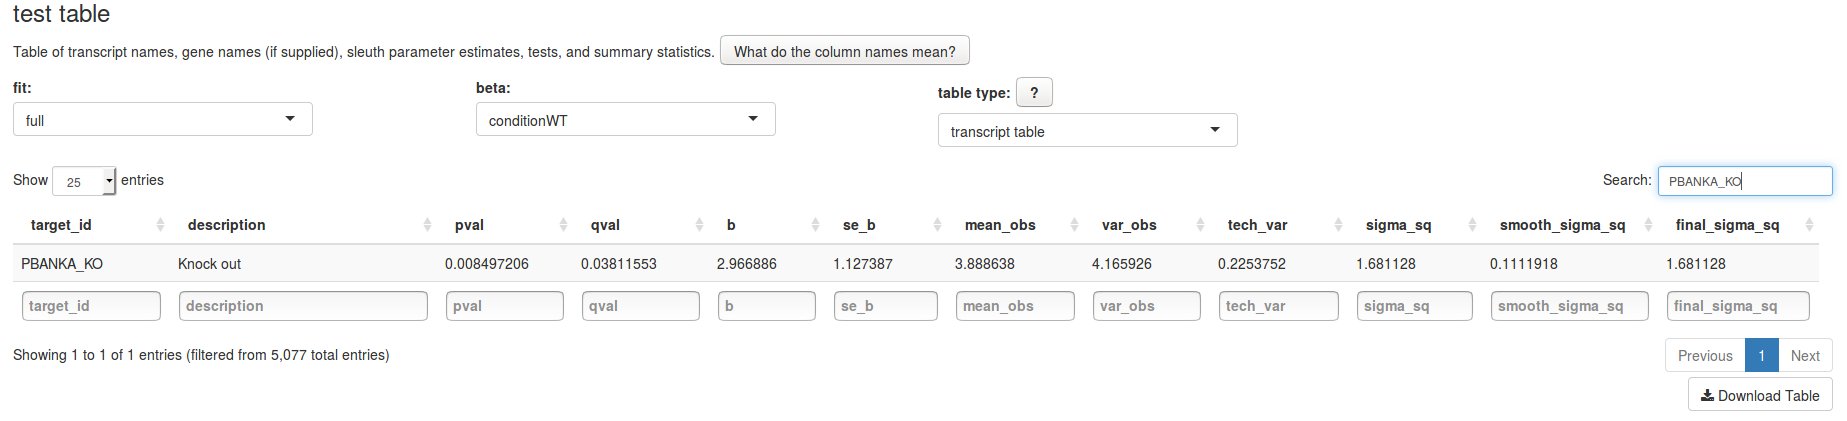 test table
Table of transcript names, gene names (if supplied), sleuth parameter estimates, tests, and summary statistics. What do the column names mean?
fit: beta: table type: ?
full conditionWT transcript table
Show 25 entries Search: PBANKA_KO
target_id description pval qval b se_b mean_obs var_obs tech_var sigma_sq smooth_sigma_sq final_sigma_sq
PBANKA_KO Knock out 0.008497206 0.03811553 2.966886 1.127387 3.888638 4.165926 0.2253752 1.681128 0.1111918 1.681128
target_id description pval qval b se_b mean_obs var_obs tech_var sigma_sq smooth_sigma_sq final_sigma_sq
Showing 1 to 1 of 1 entries (filtered from 5,077 total entries) Previous 1 Next
Download Table